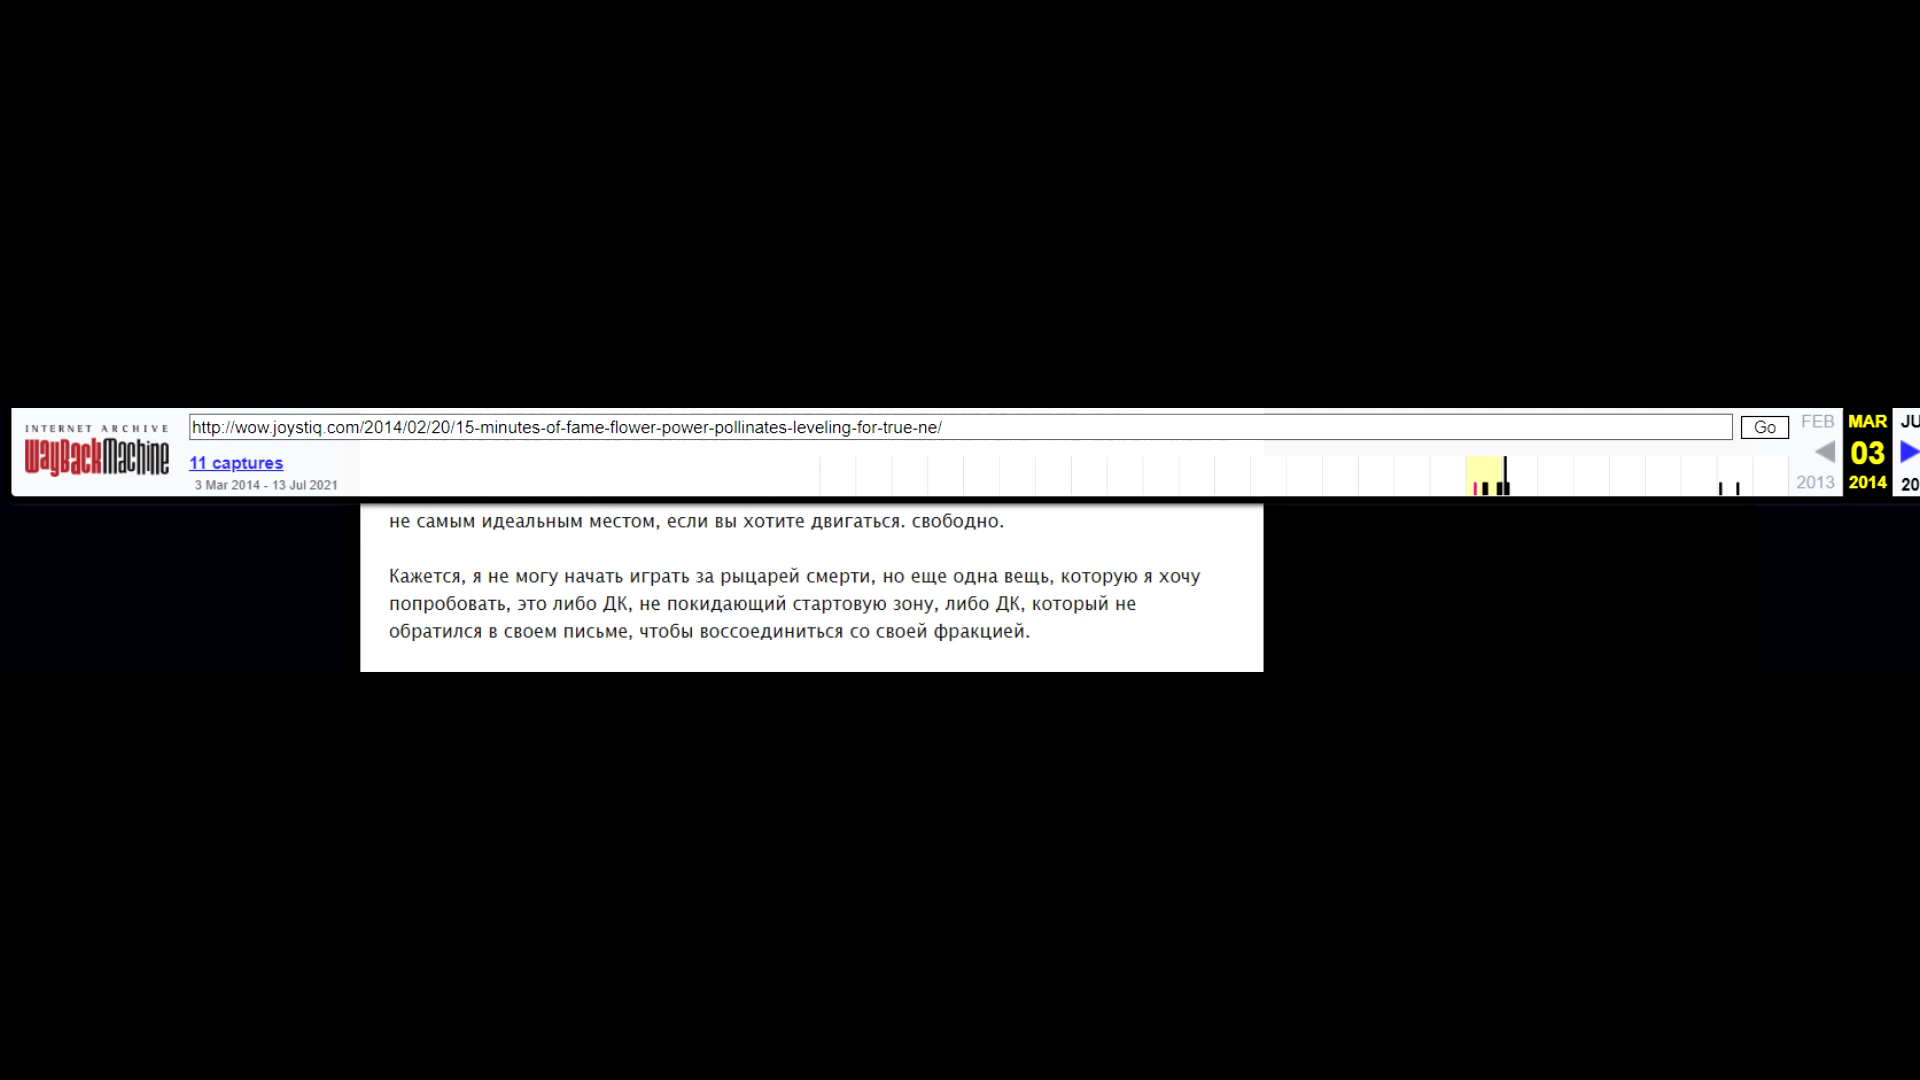 INTERNET ARCHIVE
WayBackMachine
http://wow.joystiq.com/2014/02/20/15-minutes-of-fame-flower-power-pollinates-leveling-for-true-ne/
Go
FEB
MAR
JU
11 captures
03
3 Mar 2014 - 13 Jul 2021
2013
2014
20
не самым идеальным местом, если вы хотите двигаться. свободно.
Кажется, я не могу начать играть за рыцарей смерти, но еще одна вещь, которую я хочу
попробовать, это либо ДК, не покидающий стартовую зону, либо ДК, который не
обратился в своем письме, чтобы воссоединиться со своей фракцией.